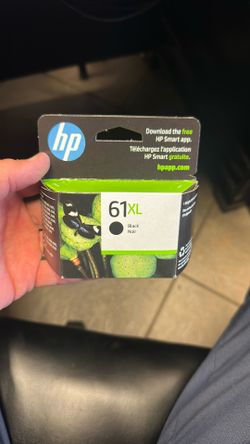 Download the free
HP Smart app.
Téléchargez l'application
HP Smart gratuite.
hpapp.com
hp
61XL
Black
Noir